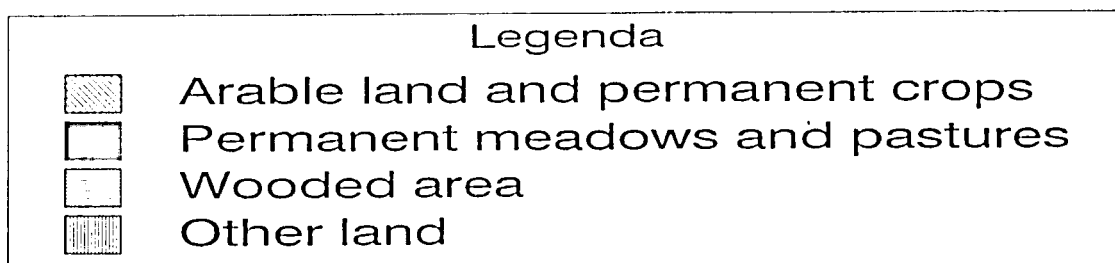 Legenda
Arable land and permanent crops
Permanent meadows and pastures
Wooded area
Other land